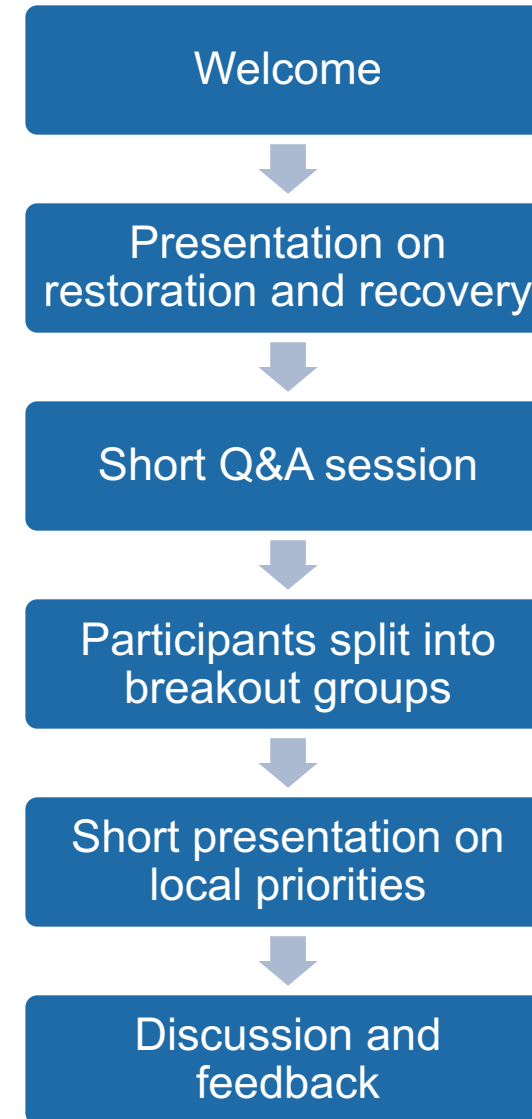 Welcome
Presentation on
restoration and recovery
Short Q&A session
Participants split into
breakout groups
Short presentation on
local priorities
Discussion and
feedback